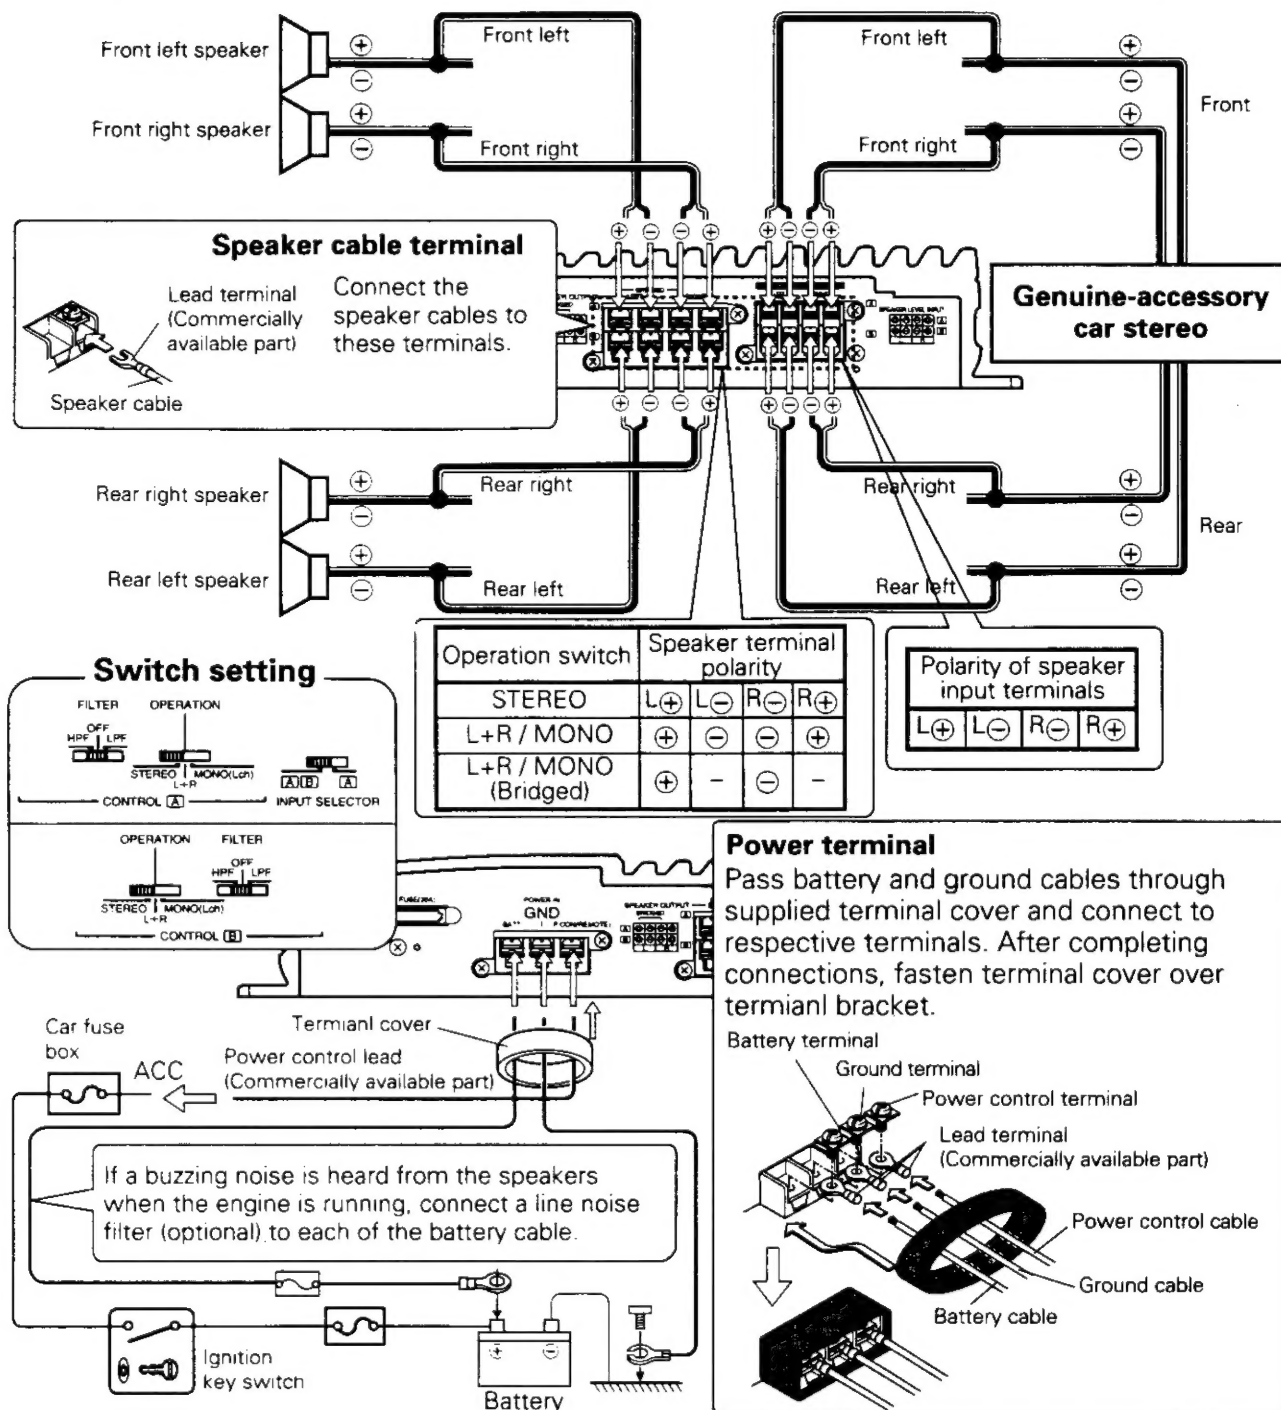 Front left speaker
⊕
⊖
Front left
Front left
⊕
⊖
Front
Front right speaker
⊕
⊖
Front right
Front right
⊕
⊖
⊕ ⊖ ⊖ ⊕
⊕ ⊖ ⊖ ⊕
Speaker cable terminal
Lead terminal
(Commercially
available part)
Connect the
speaker cables to
these terminals.
Speaker cable
SPEAKER LEVEL INPUT
A
B
Genuine-accessory
car stereo
⊕ ⊖ ⊖ ⊕
⊕ ⊖ ⊖ ⊕
Rear right speaker
⊕
⊖
Rear right
Rear right
⊕
⊖
Rear
Rear left speaker
⊕
⊖
Rear left
Rear left
⊕
⊖
Operation switch
Speaker terminal
polarity
STEREO L⊕ L⊖ R⊖ R⊕
L+R / MONO ⊕ ⊖ ⊖ ⊕
L+R / MONO
(Bridged)
⊕ – ⊖ –
Polarity of speaker
input terminals
L⊕ L⊖ R⊖ R⊕
Switch setting
FILTER OPERATION
OFF
HPF LPF
STEREO MONO(Lch)
L+R
A B A
CONTROL A INPUT SELECTOR
OPERATION FILTER
OFF
HPF LPF
STEREO MONO(Lch)
L+R
CONTROL B
POWER IN
GND
SPEAKER OUTPUT
A
B
Power terminal
Pass battery and ground cables through
supplied terminal cover and connect to
respective terminals. After completing
connections, fasten terminal cover over
termianl bracket.
Battery terminal
Ground terminal
Power control terminal
Lead terminal
(Commercially available part)
Power control cable
Ground cable
Battery cable
Car fuse
box
ACC
Termianl cover
Power control lead
(Commercially available part)
If a buzzing noise is heard from the speakers
when the engine is running, connect a line noise
filter (optional) to each of the battery cable.
Ignition
key switch
⊕ ⊖
Battery